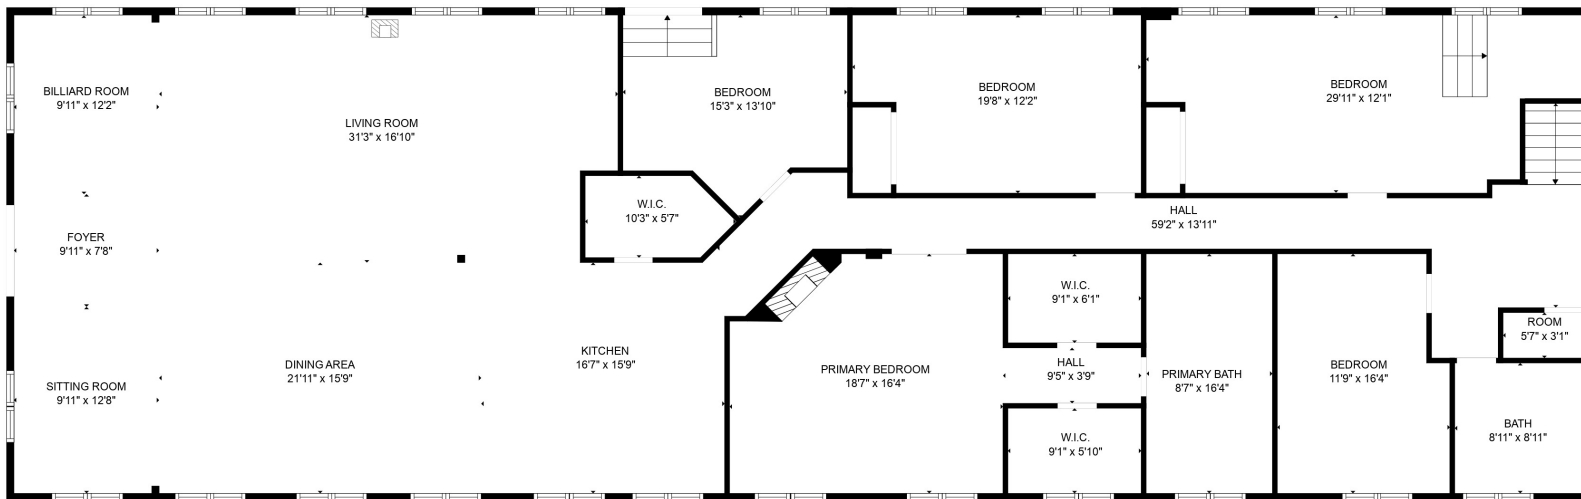 BILLIARD ROOM
9'11" x 12'2"
LIVING ROOM
31'3" x 16'10"
BEDROOM
15'3" x 13'10"
BEDROOM
19'8" x 12'2"
BEDROOM
29'11" x 12'1"
W.I.C.
10'3" x 5'7"
HALL
59'2" x 13'11"
FOYER
9'11" x 7'8"
W.I.C.
9'1" x 6'1"
ROOM
5'7" x 3'1"
SITTING ROOM
9'11" x 12'8"
DINING AREA
21'11" x 15'9"
KITCHEN
16'7" x 15'9"
PRIMARY BEDROOM
18'7" x 16'4"
HALL
9'5" x 3'9"
PRIMARY BATH
8'7" x 16'4"
BEDROOM
11'9" x 16'4"
W.I.C.
9'1" x 5'10"
BATH
8'11" x 8'11"